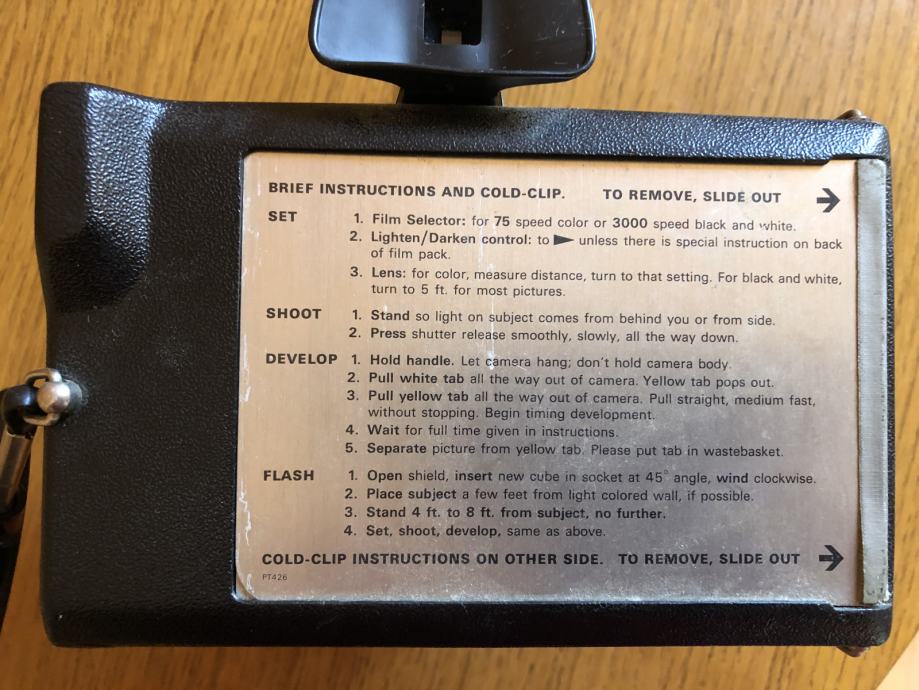 BRIEF INSTRUCTIONS AND COLD-CLIP. TO REMOVE, SLIDE OUT →
SET 1. Film Selector: for 75 speed color or 3000 speed black and white.
2. Lighten/Darken control: to ► unless there is special instruction on back
of film pack.
3. Lens: for color, measure distance, turn to that setting. For black and white,
turn to 5 ft. for most pictures.
SHOOT 1. Stand so light on subject comes from behind you or from side.
2. Press shutter release smoothly, slowly, all the way down.
DEVELOP 1. Hold handle. Let camera hang; don't hold camera body.
2. Pull white tab all the way out of camera. Yellow tab pops out.
3. Pull yellow tab all the way out of camera. Pull straight, medium fast,
without stopping. Begin timing development.
4. Wait for full time given in instructions.
5. Separate picture from yellow tab. Please put tab in wastebasket.
FLASH 1. Open shield, insert new cube in socket at 45° angle, wind clockwise.
2. Place subject a few feet from light colored wall, if possible.
3. Stand 4 ft. to 8 ft. from subject, no further.
4. Set, shoot, develop, same as above.
COLD-CLIP INSTRUCTIONS ON OTHER SIDE. TO REMOVE, SLIDE OUT →
PT426